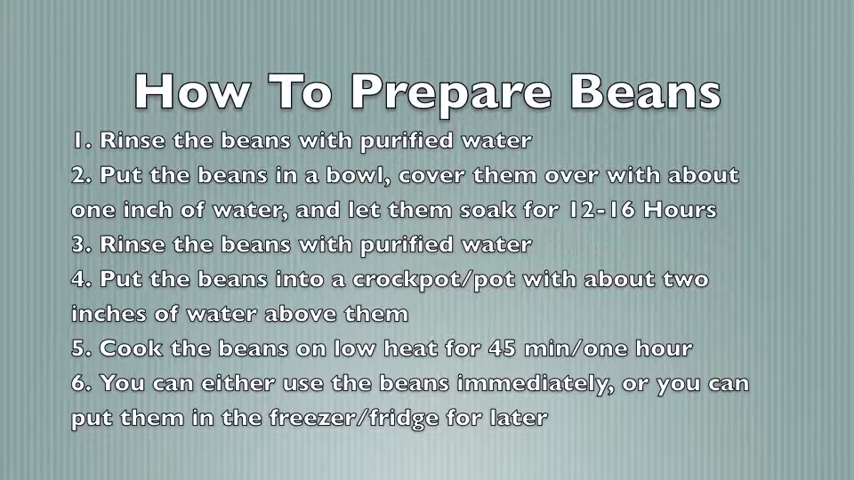 How To Prepare Beans
1. Rinse the beans with purified water
2. Put the beans in a bowl, cover them over with about
one inch of water, and let them soak for 12-16 Hours
3. Rinse the beans with purified water
4. Put the beans into a crockpot/pot with about two
inches of water above them
5. Cook the beans on low heat for 45 min/one hour
6. You can either use the beans immediately, or you can
put them in the freezer/fridge for later